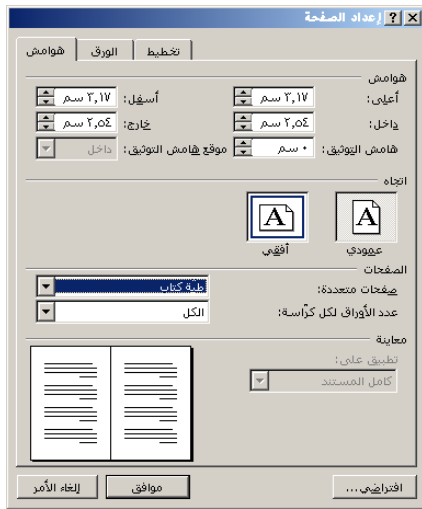 إعداد الصفحة
هوامش الورق تخطيط
هوامش
أعلى: ٣,١٧ سم أسفل: ٣,١٧ سم
داخل: ٢,٥٤ سم خارج: ٢,٥٤ سم
هامش التوثيق: ٠ سم موقع هامش التوثيق: داخل
اتجاه
A A
عمودي أفقي
الصفحات
صفحات متعددة: طية كتاب
عدد الأوراق لكل كرّاسة: الكل
معاينة
تطبيق على:
كامل المستند
افتراضي... موافق إلغاء الأمر